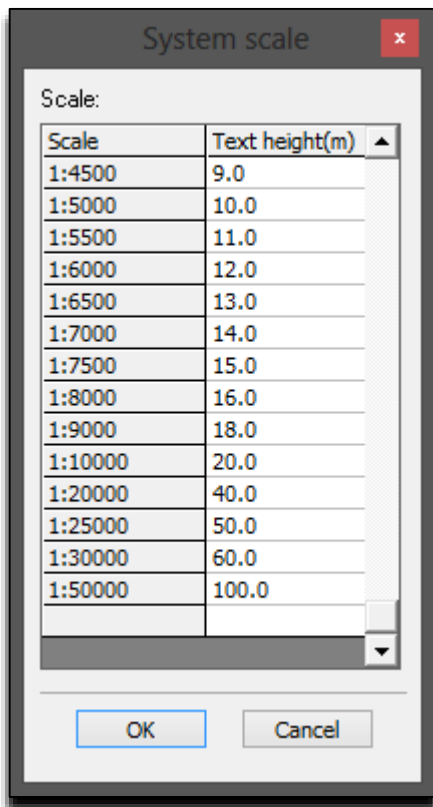 System scale
x
Scale:
Scale Text height(m)
1:4500 9.0
1:5000 10.0
1:5500 11.0
1:6000 12.0
1:6500 13.0
1:7000 14.0
1:7500 15.0
1:8000 16.0
1:9000 18.0
1:10000 20.0
1:20000 40.0
1:25000 50.0
1:30000 60.0
1:50000 100.0
OK Cancel